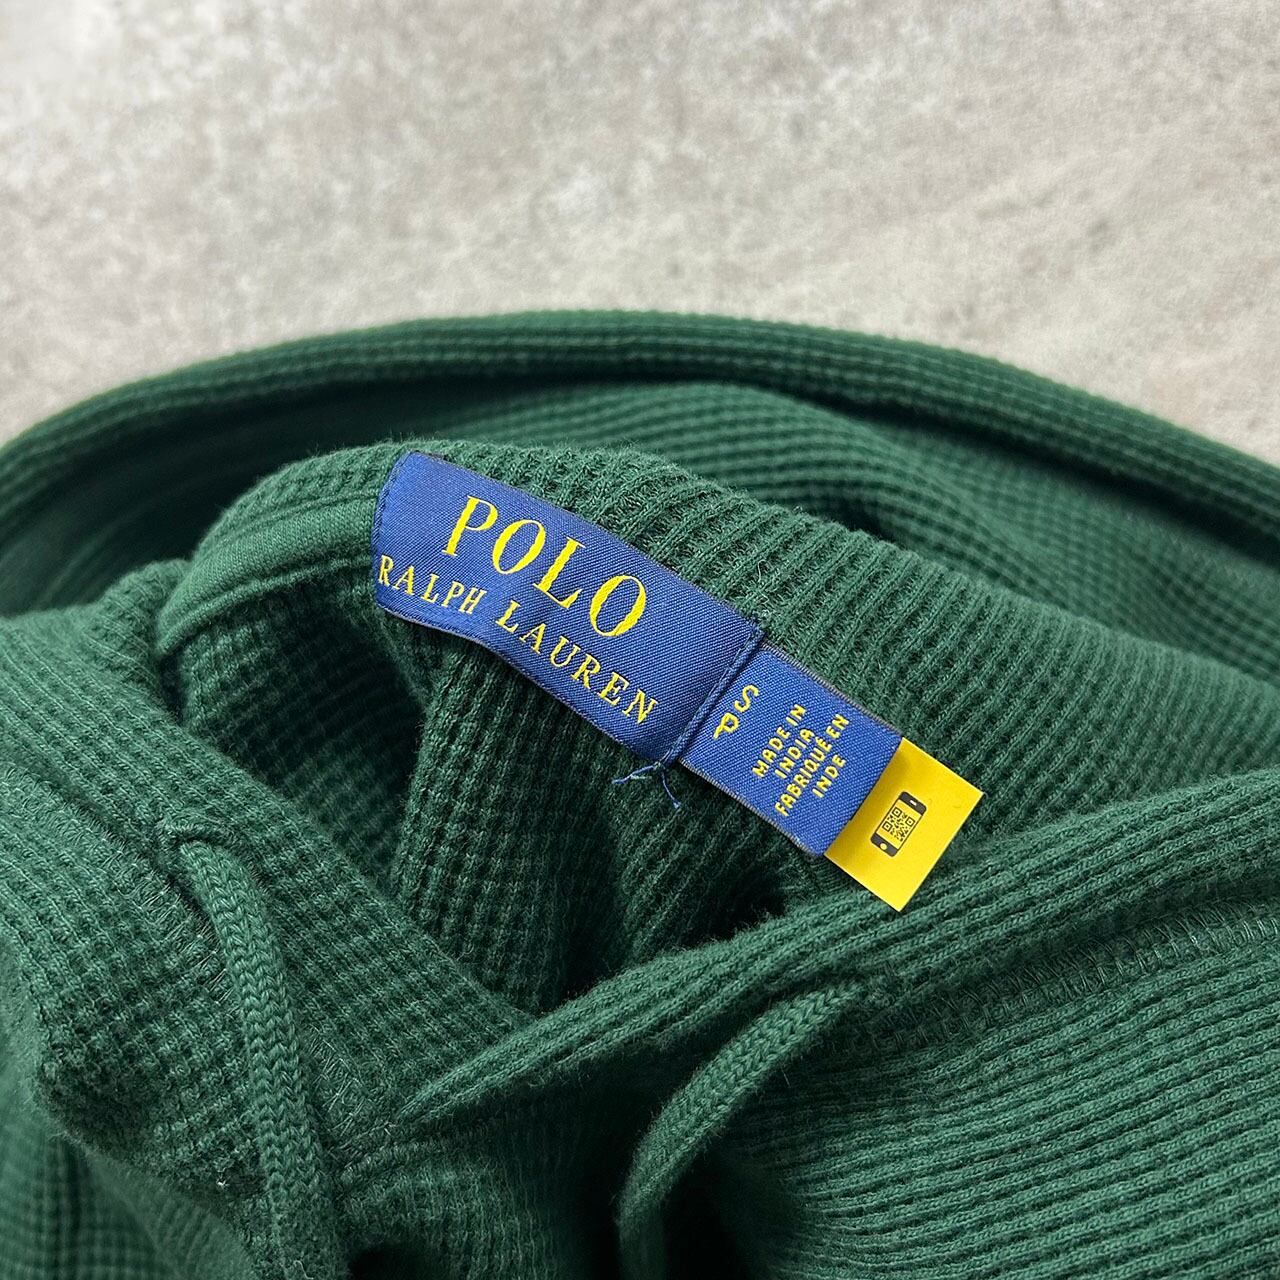 POLO
RALPH LAUREN
S
P
MADE IN
INDIA
FABRIQUÉ EN
INDE